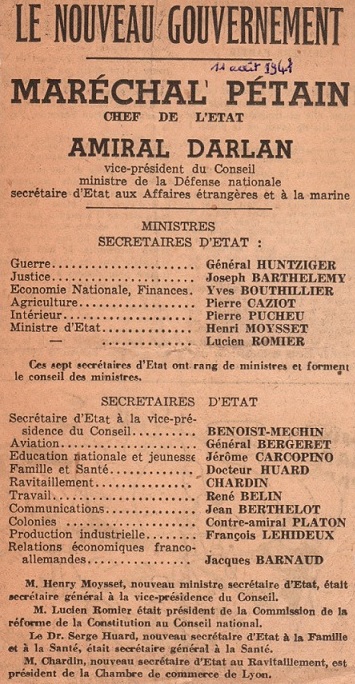 LE NOUVEAU GOUVERNEMENT
12 août 1941
MARÉCHAL PÉTAIN
CHEF DE L'ETAT
AMIRAL DARLAN
vice-président du Conseil
ministre de la Défense nationale
secrétaire d'Etat aux Affaires étrangères et à la marine
MINISTRES
SECRETAIRES D'ETAT :
Guerre.................. Général HUNTZIGER
Justice.................. Joseph BARTHELEMY
Economie Nationale, Finances. Yves BOUTHILLIER
Agriculture.............. Pierre CAZIOT
Intérieur................ Pierre PUCHEU
Ministre d'Etat.......... Henri MOYSSET
— .......... Lucien ROMIER
Ces sept secrétaires d'Etat ont rang de ministres et forment
le conseil des ministres.
SECRETAIRES D'ETAT
Secrétaire d'Etat à la vice-pré-
sidence du Conseil.......... BENOIST-MECHIN
Aviation.................. Général BERGERET
Education nationale et jeunesse Jérôme CARCOPINO
Famille et Santé.......... Docteur HUARD
Ravitaillement............ CHARDIN
Travail................... René BELIN
Communications............ Jean BERTHELOT
Colonies ................. Contre-amiral PLATON
Production industrielle... François LEHIDEUX
Relations économiques franco-
allemandes............... Jacques BARNAUD
M. Henry Moysset, nouveau ministre secrétaire d'Etat, était
secrétaire général à la vice-présidence du Conseil.
M. Lucien Romier était président de la Commission de la
réforme de la Constitution au Conseil national.
Le Dr. Serge Huard, nouveau secrétaire d'Etat à la Famille
et à la Santé, était secrétaire général à la Santé.
M. Chardin, nouveau secrétaire d'Etat au Ravitaillement, est
président de la Chambre de commerce de Lyon.